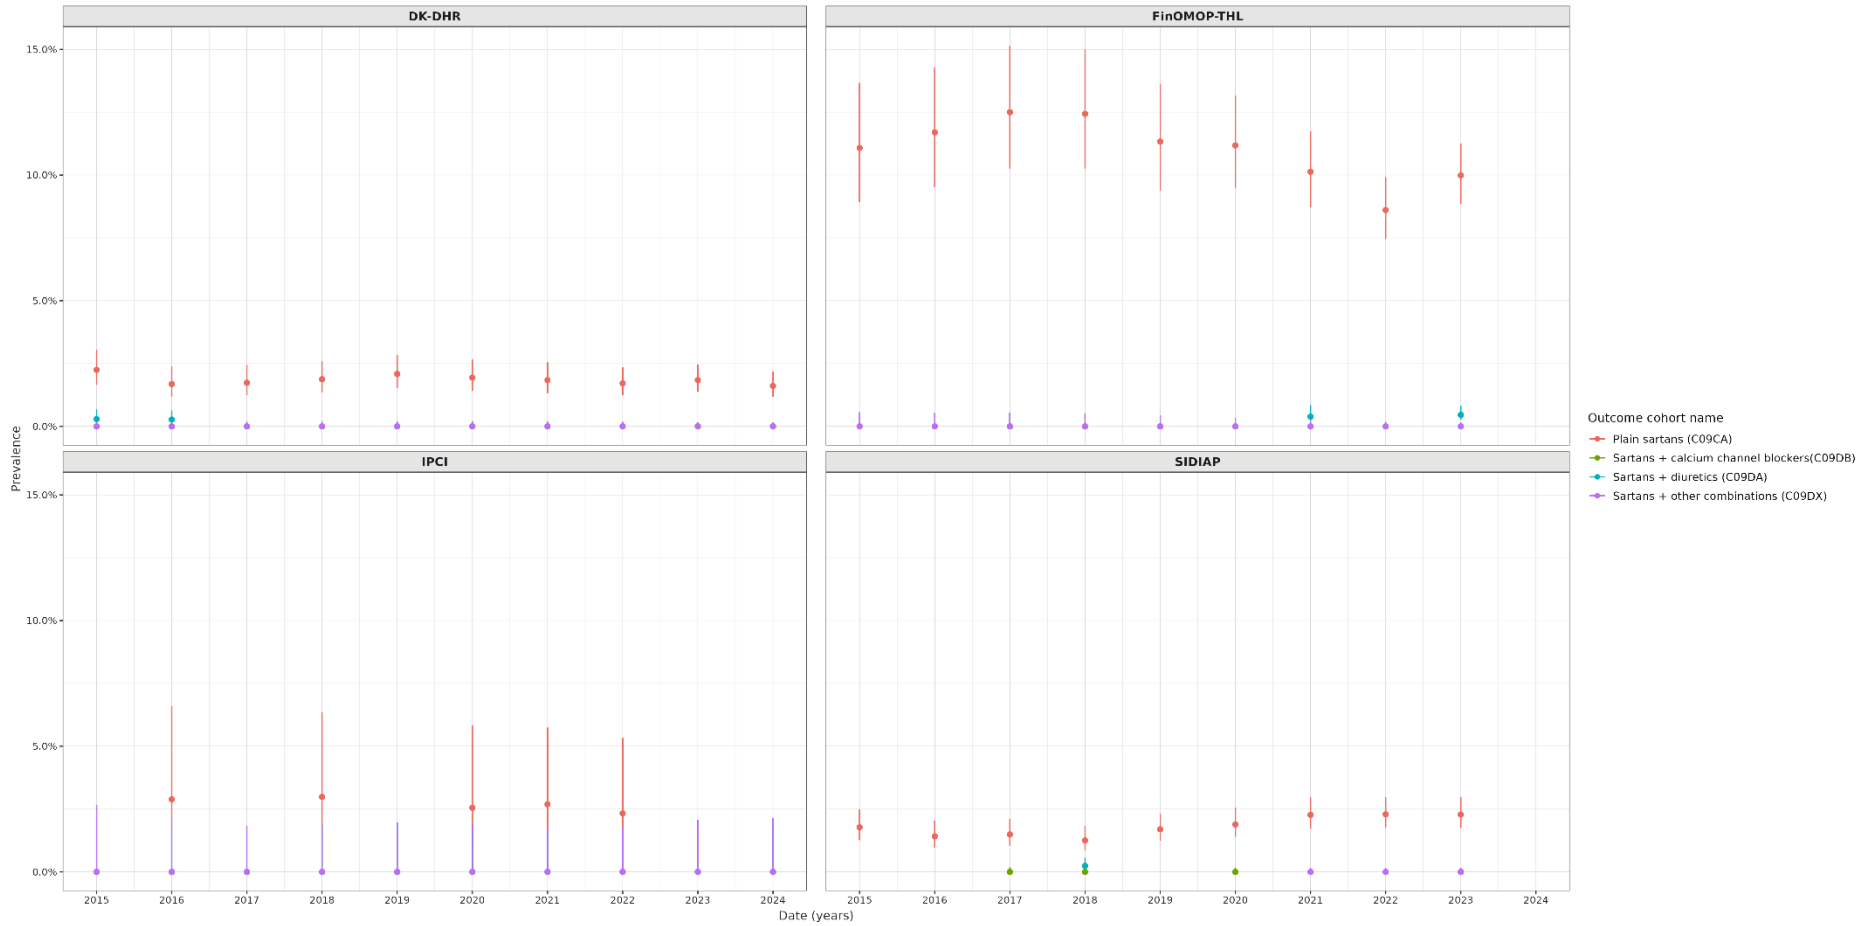 DK-DHR
FinOMOP-THL
15.0%
10.0%
5.0%
0.0%
IPCI
SIDIAP
15.0%
10.0%
5.0%
0.0%
Prevalence
2015 2016 2017 2018 2019 2020 2021 2022 2023 2024
2015 2016 2017 2018 2019 2020 2021 2022 2023 2024
Date (years)
Outcome cohort name
Plain sartans (C09CA)
Sartans + calcium channel blockers(C09DB)
Sartans + diuretics (C09DA)
Sartans + other combinations (C09DX)